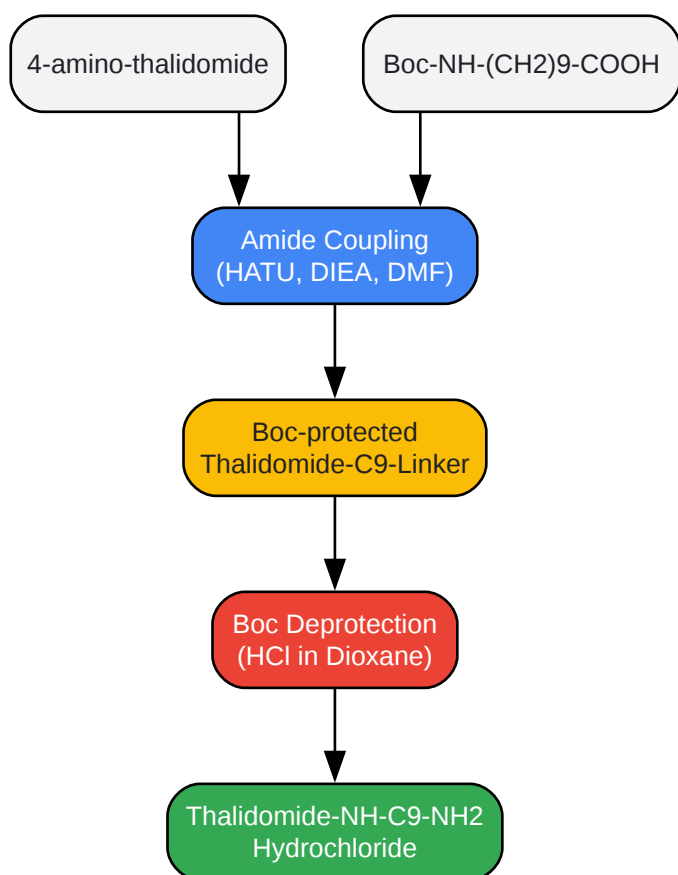 4-amino-thalidomide
Boc-NH-(CH2)9-COOH
Amide Coupling
(HATU, DIEA, DMF)
Boc-protected
Thalidomide-C9-Linker
Boc Deprotection
(HCl in Dioxane)
Thalidomide-NH-C9-NH2
Hydrochloride